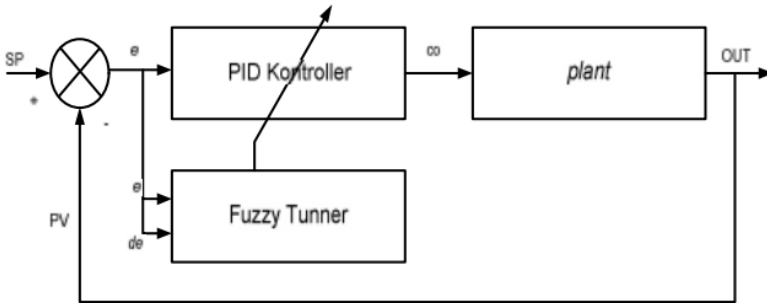 SP
+
-
e
PID Kontroller
co
plant
OUT
e
de
Fuzzy Tunner
PV